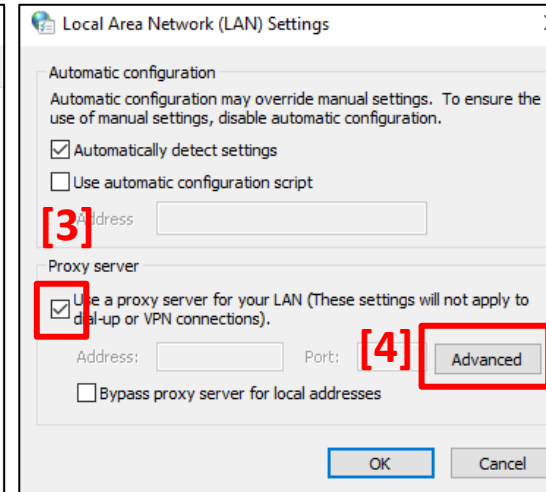 Local Area Network (LAN) Settings
Automatic configuration
Automatic configuration may override manual settings. To ensure the
use of manual settings, disable automatic configuration.
Automatically detect settings
Use automatic configuration script
[3]
Address
Proxy server
Use a proxy server for your LAN (These settings will not apply to
dial-up or VPN connections).
Address:
Port:
[4]
Advanced
Bypass proxy server for local addresses
OK
Cancel